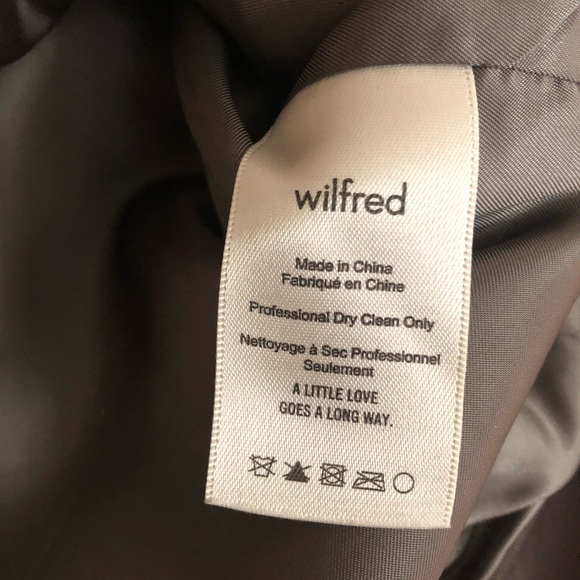 wilfred
Made in China
Fabriqué en Chine
Professional Dry Clean Only
Nettoyage à Sec Professionnel
Seulement
A LITTLE LOVE
GOES A LONG WAY.